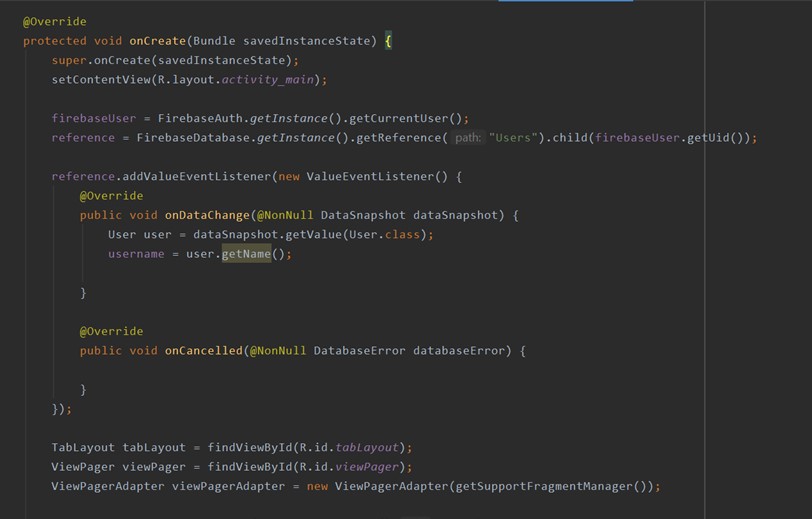 @Override
protected void onCreate(Bundle savedInstanceState) {
super.onCreate(savedInstanceState);
setContentView(R.layout.activity_main);
firebaseUser = FirebaseAuth.getInstance().getCurrentUser();
reference = FirebaseDatabase.getInstance().getReference( path: "Users").child(firebaseUser.getUid());
reference.addValueEventListener(new ValueEventListener() {
@Override
public void onDataChange(@NonNull DataSnapshot dataSnapshot) {
User user = dataSnapshot.getValue(User.class);
username = user.getName();
}
@Override
public void onCancelled(@NonNull DatabaseError databaseError) {
}
});
TabLayout tabLayout = findViewById(R.id.tabLayout);
ViewPager viewPager = findViewById(R.id.viewPager);
ViewPagerAdapter viewPagerAdapter = new ViewPagerAdapter(getSupportFragmentManager());